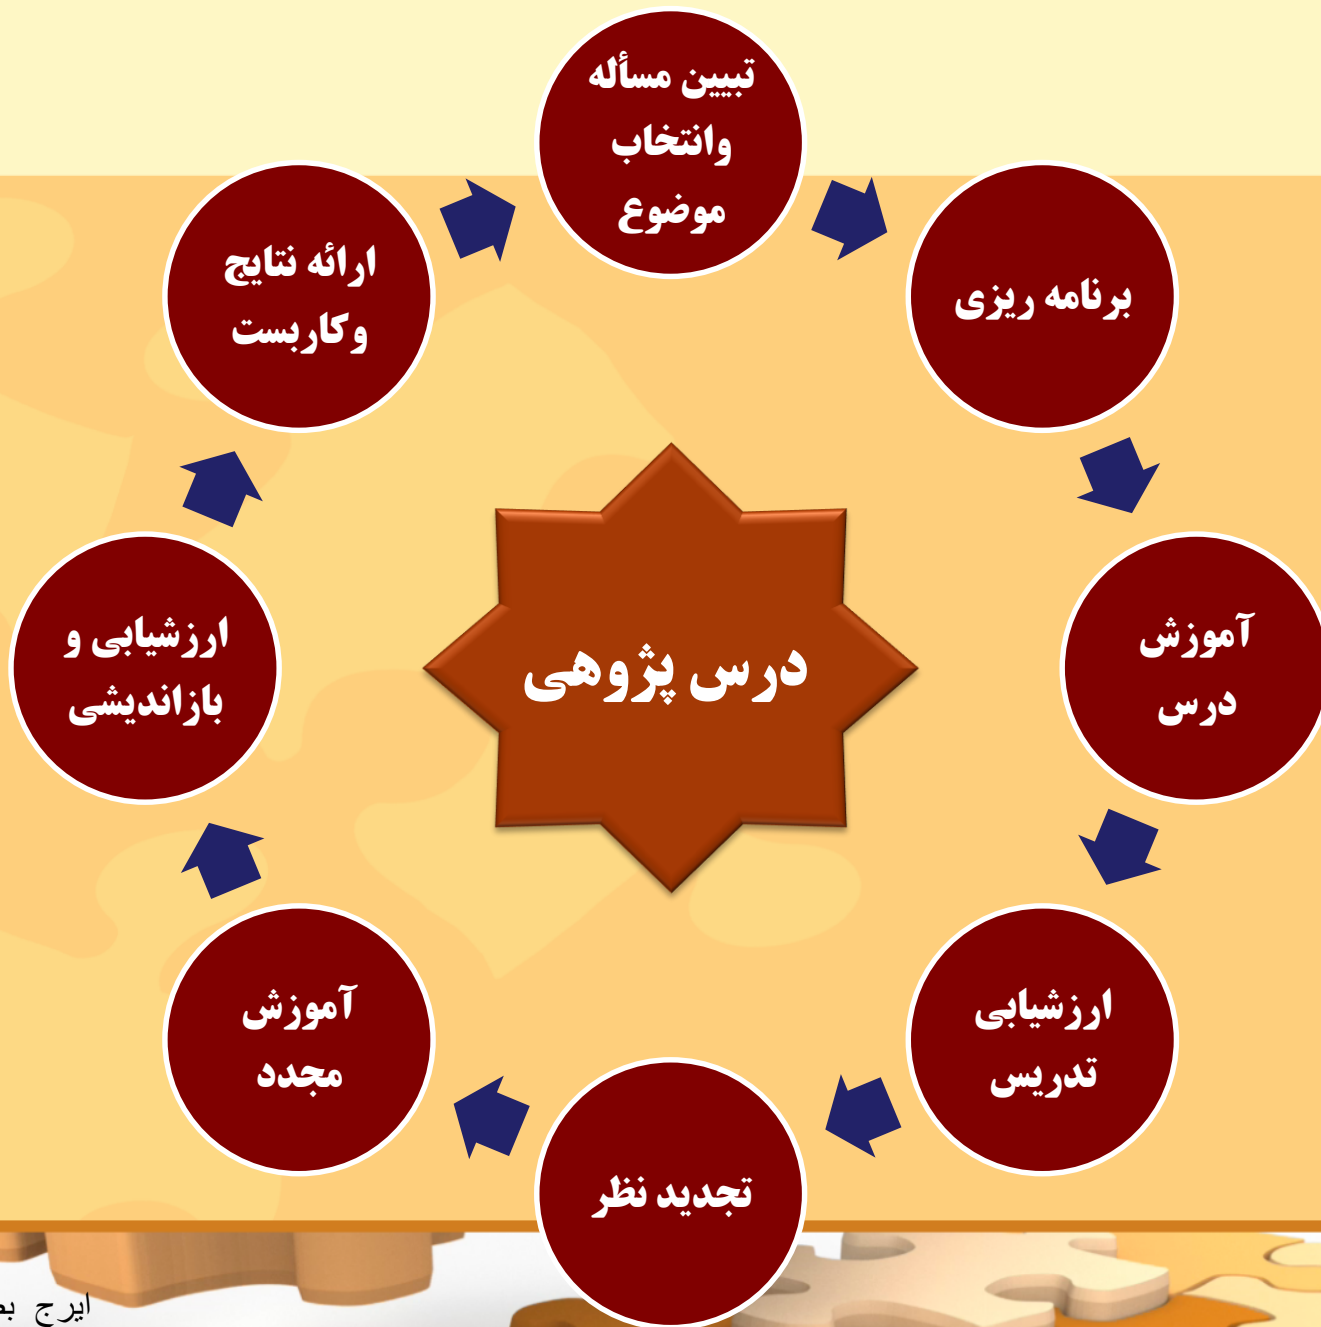 تبیین مسأله
وانتخاب
موضوع
برنامه ریزی
آموزش
درس
ارزشیابی
تدریس
تجدید نظر
آموزش
مجدد
ارزشیابی و
بازاندیشی
ارائه نتایج
وکاربست
درس پژوهی
ایرج